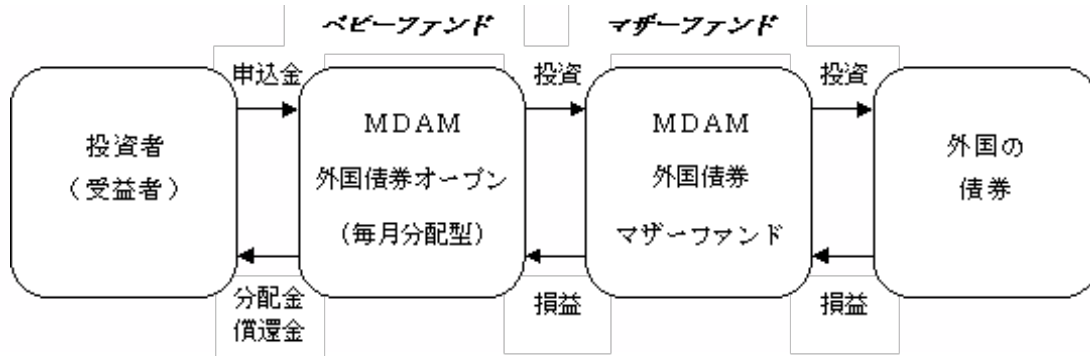 ベビーファンド
マザーファンド
申込金
投資
投資
投資者
（受益者）
MDAM
外国債券オープン
（毎月分配型）
MDAM
外国債券
マザーファンド
外国の
債券
分配金
償還金
損益
損益